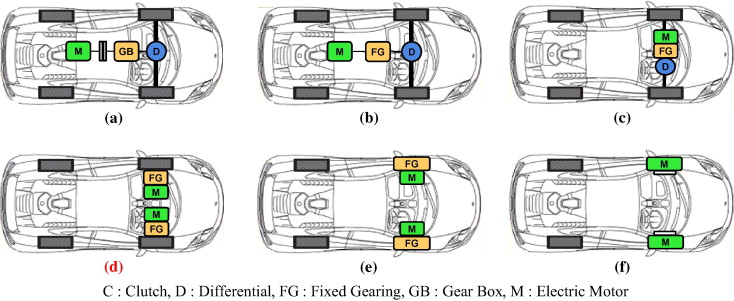 M GB D
(a)
M FG D
(b)
M
FG
D
(c)
FG
M
M
FG
(d)
FG
M
M
FG
(e)
M
M
(f)
C : Clutch, D : Differential, FG : Fixed Gearing, GB : Gear Box, M : Electric Motor